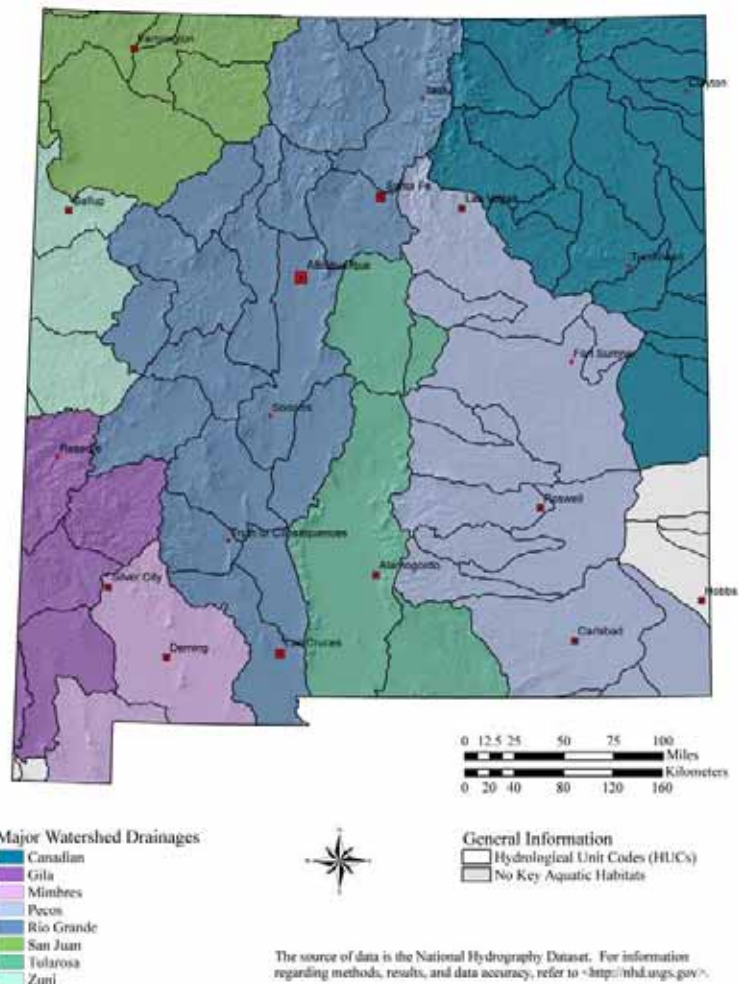 Farmington
Clayton
Santa Fe
Gallup
Las Vegas
Albuquerque
Tucumcari
Fort Sumner
Socorro
Reserve
Roswell
Truth or Consequences
Alamogordo
Silver City
Hobbs
Carlsbad
Las Cruces
Deming
0 12.5 25 50 75 100
Miles
Kilometers
0 20 40 80 120 160
Major Watershed Drainages
Canadian
Gila
Mimbres
Pecos
Rio Grande
San Juan
Tularosa
Zuni
General Information
Hydrological Unit Codes (HUCs)
No Key Aquatic Habitats
The source of data is the National Hydrography Dataset. For information
regarding methods, results, and data accuracy, refer to <http://nhd.usgs.gov>.